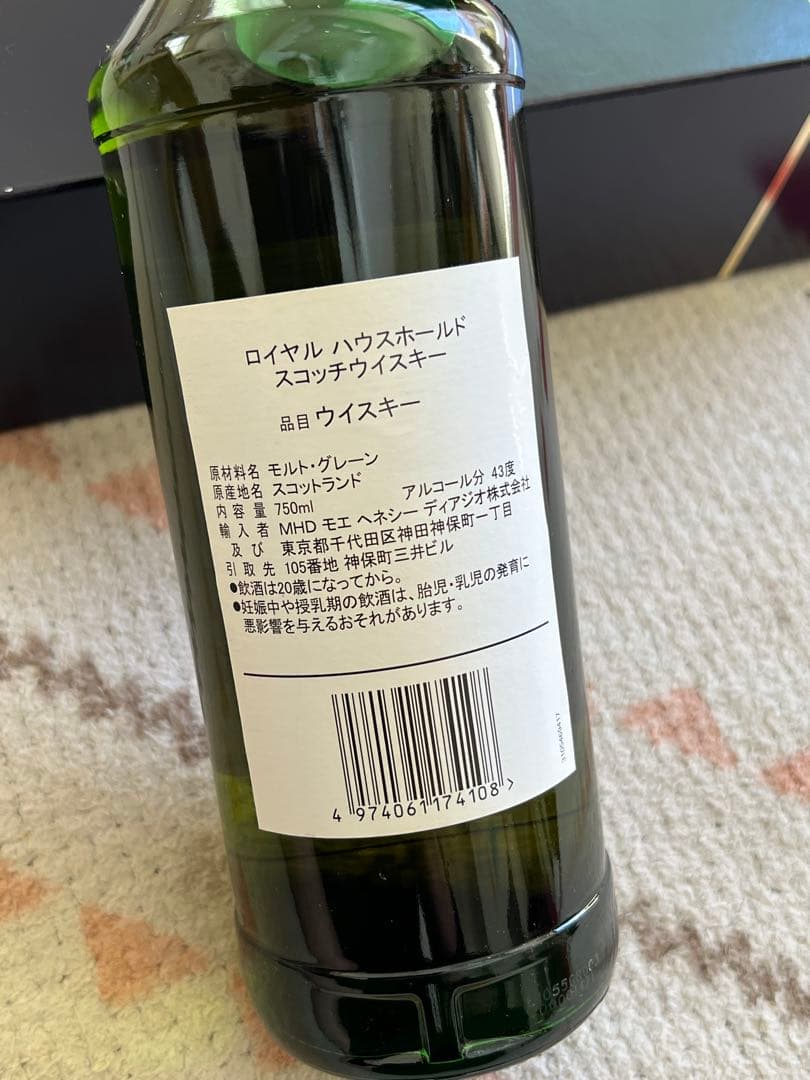 ロイヤル ハウスホールド
スコッチウイスキー
品目 ウイスキー
原材料名 モルト・グレーン
原産地名 スコットランド
内容量 750ml アルコール分 43度
輸入者 MHD モエ ヘネシー ディアジオ株式会社
及び 東京都千代田区神田神保町一丁目
引取先 105番地 神保町三井ビル
●飲酒は20歳になってから。
●妊娠中や授乳期の飲酒は、胎児・乳児の発育に
悪影響を与えるおそれがあります。
4 974061174108 >